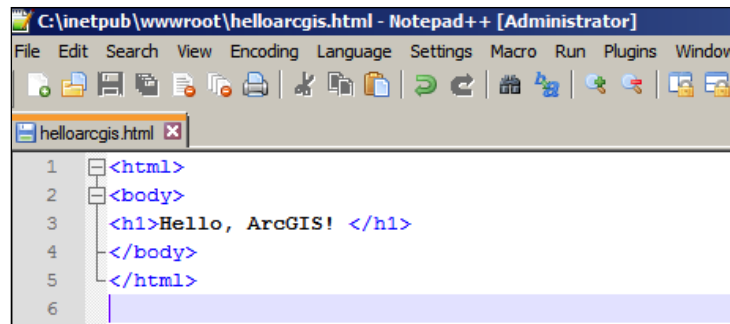 C:\inetpub\wwwroot\helloarcgis.html - Notepad++ [Administrator]
File Edit Search View Encoding Language Settings Macro Run Plugins Window
helloarcgis.html
1 <html>
2 <body>
3 <h1>Hello, ArcGIS! </h1>
4 </body>
5 </html>
6